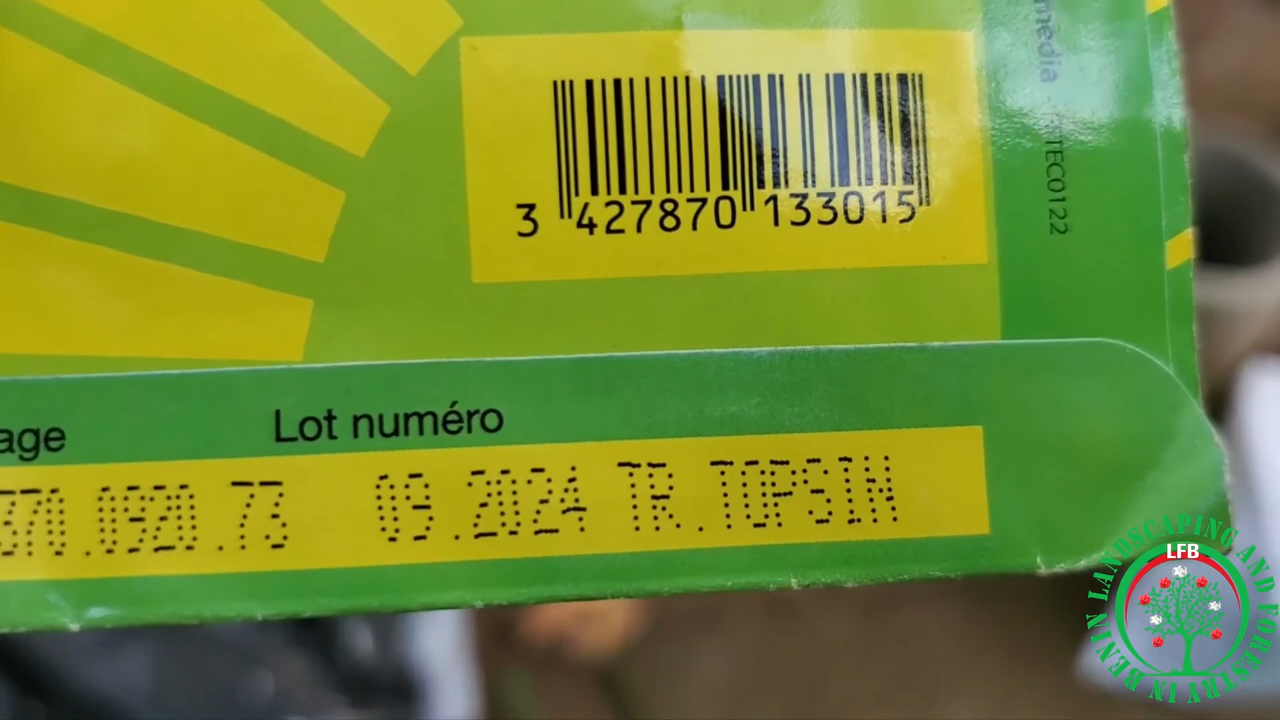 média
TEC0122
3 427870 133015
age
Lot numéro
370.0920.73 09.2024 TR.TOPSIN
LFB
LANDSCAPING AND FORESTRY IN BENIN